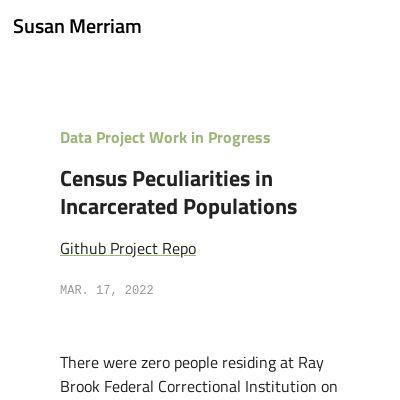 Susan Merriam
Data Project Work in Progress
Census Peculiarities in
Incarcerated Populations
Github Project Repo
MAR. 17, 2022
There were zero people residing at Ray
Brook Federal Correctional Institution on